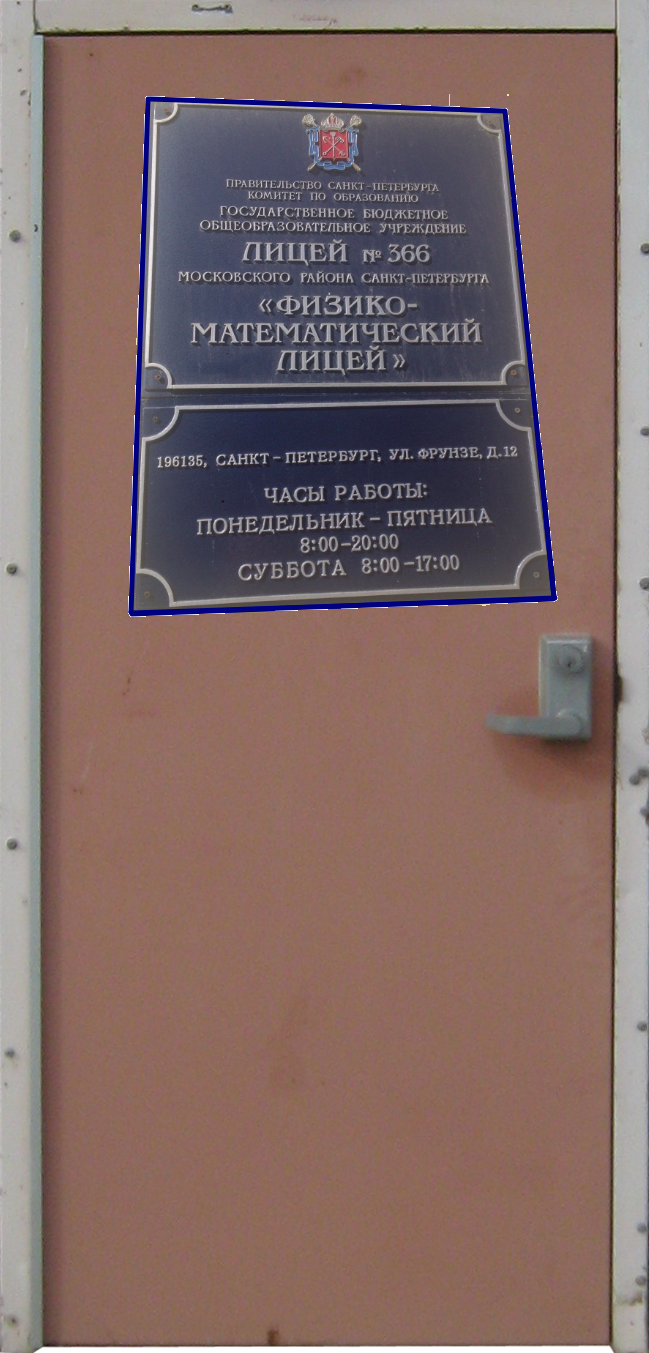 ПРАВИТЕЛЬСТВО САНКТ-ПЕТЕРБУРГА
КОМИТЕТ ПО ОБРАЗОВАНИЮ
ГОСУДАРСТВЕННОЕ БЮДЖЕТНОЕ
ОБЩЕОБРАЗОВАТЕЛЬНОЕ УЧРЕЖДЕНИЕ
ЛИЦЕЙ № 366
МОСКОВСКОГО РАЙОНА САНКТ-ПЕТЕРБУРГА
«ФИЗИКО-
МАТЕМАТИЧЕСКИЙ
ЛИЦЕЙ»
196135, САНКТ-ПЕТЕРБУРГ, УЛ. ФРУНЗЕ, Д.12
ЧАСЫ РАБОТЫ:
ПОНЕДЕЛЬНИК - ПЯТНИЦА
8:00-20:00
СУББОТА 8:00-17:00